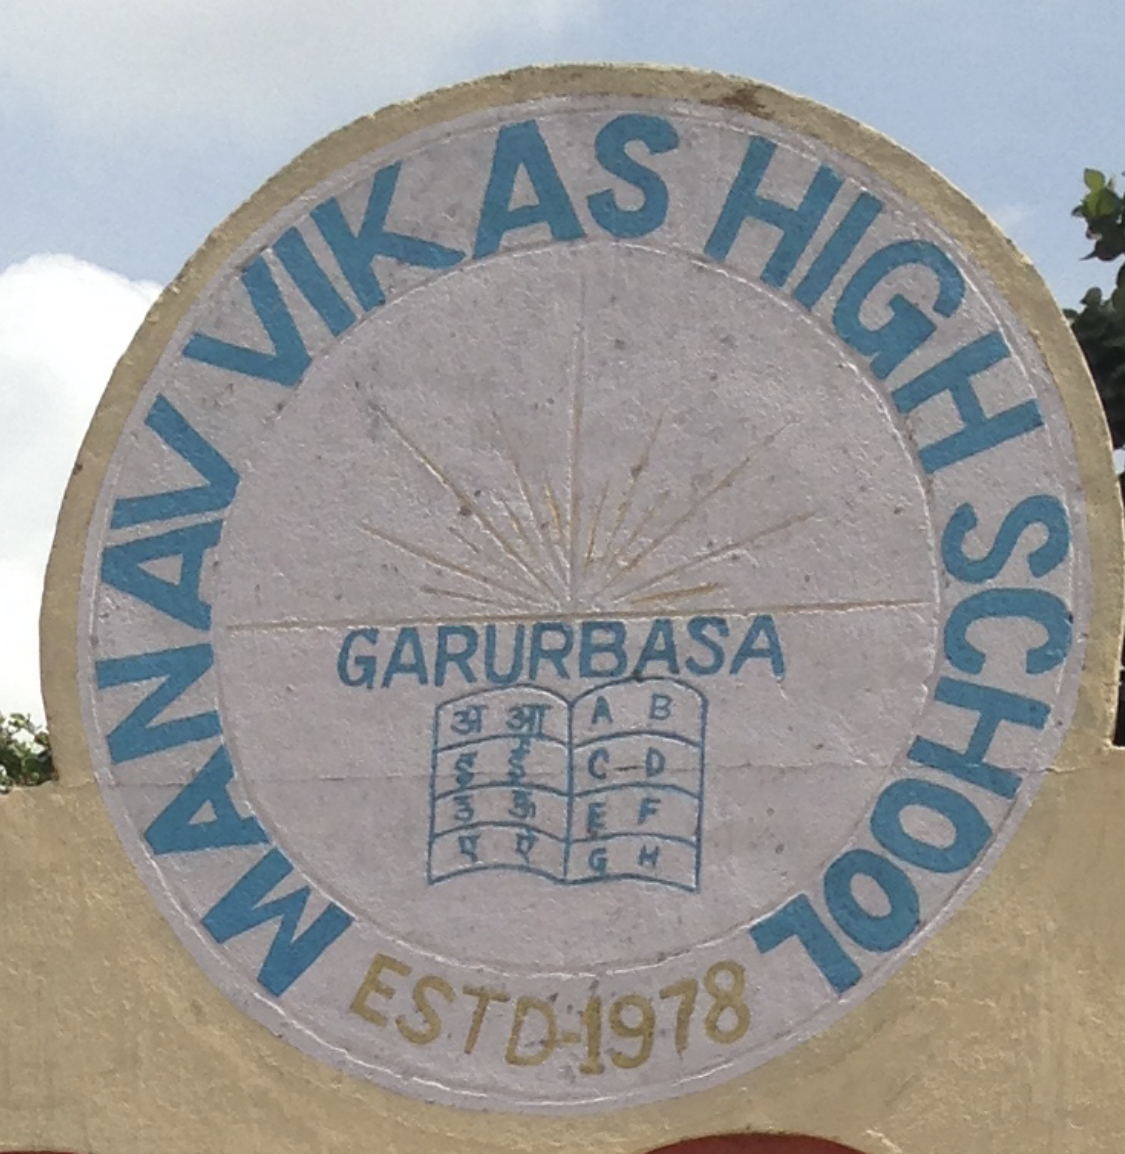 MANAV VIKAS HIGH SCHOOL
GARURBASA
अ आ A B
इ ई C D
उ ऊ E F
ए ऐ G H
ESTD-1978